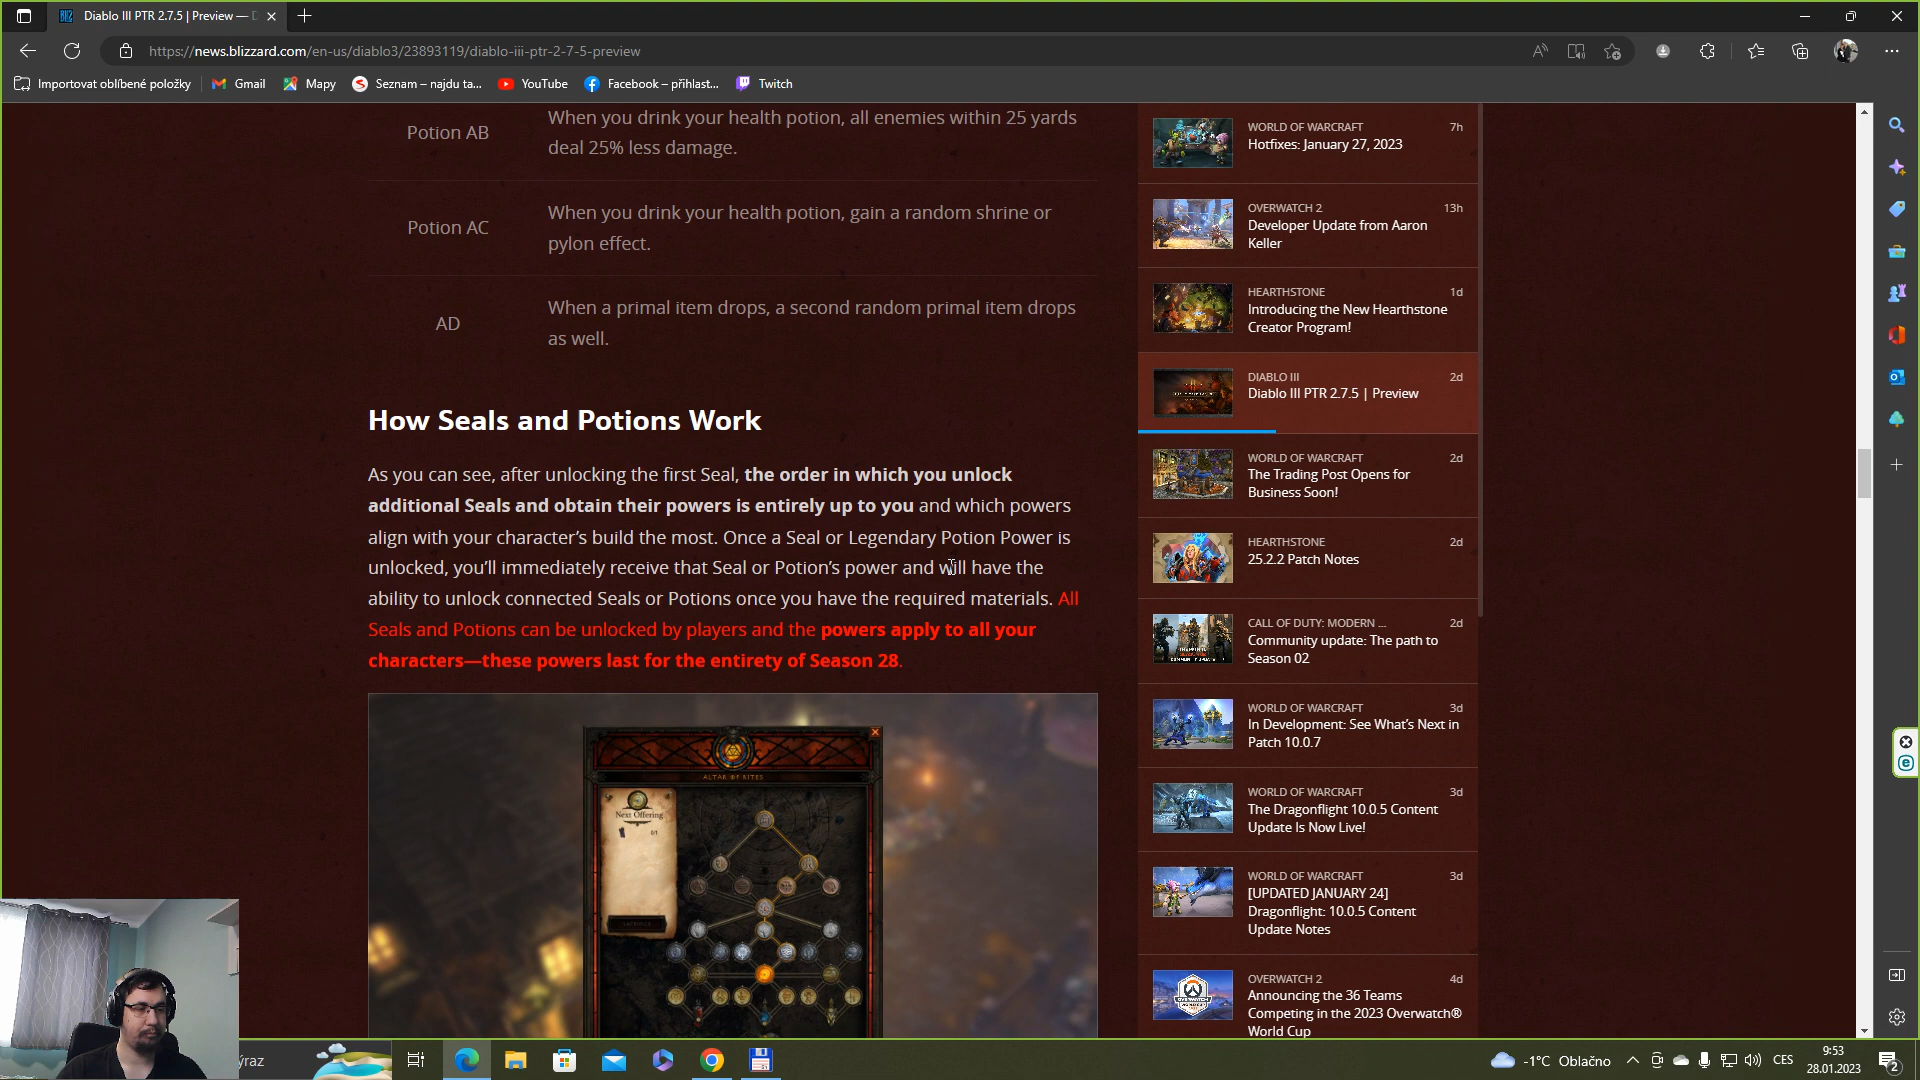 Diablo III PTR 2.7.5 | Preview —
https://news.blizzard.com/en-us/diablo3/23893119/diablo-iii-ptr-2-7-5-preview
Importovat oblíbené položky
Gmail
Mapy
Seznam – najdu ta...
YouTube
Facebook – přihlast...
Twitch
Potion AB
When you drink your health potion, all enemies within 25 yards
deal 25% less damage.
Potion AC
When you drink your health potion, gain a random shrine or
pylon effect.
AD
When a primal item drops, a second random primal item drops
as well.
How Seals and Potions Work
As you can see, after unlocking the first Seal, the order in which you unlock
additional Seals and obtain their powers is entirely up to you and which powers
align with your character’s build the most. Once a Seal or Legendary Potion Power is
unlocked, you’ll immediately receive that Seal or Potion’s power and will have the
ability to unlock connected Seals or Potions once you have the required materials. All
Seals and Potions can be unlocked by players and the powers apply to all your
characters—these powers last for the entirety of Season 28.
ALTAR OF RITES
Next Offering
0/1
WORLD OF WARCRAFT 7h
Hotfixes: January 27, 2023
OVERWATCH 2 13h
Developer Update from Aaron
Keller
HEARTHSTONE 1d
Introducing the New Hearthstone
Creator Program!
DIABLO III 2d
Diablo III PTR 2.7.5 | Preview
WORLD OF WARCRAFT 2d
The Trading Post Opens for
Business Soon!
HEARTHSTONE 2d
25.2.2 Patch Notes
CALL OF DUTY: MODERN ... 2d
Community update: The path to
Season 02
WORLD OF WARCRAFT 3d
In Development: See What’s Next in
Patch 10.0.7
WORLD OF WARCRAFT 3d
The Dragonflight 10.0.5 Content
Update Is Now Live!
WORLD OF WARCRAFT 3d
[UPDATED JANUARY 24]
Dragonflight: 10.0.5 Content
Update Notes
OVERWATCH 2 4d
Announcing the 36 Teams
Competing in the 2023 Overwatch®
World Cup
ýraz
-1°C Oblačno
CES
9:53
28.01.2023
2